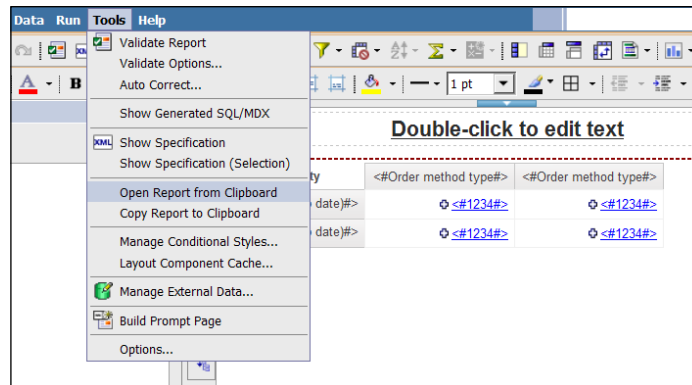 Data Run Tools Help
Validate Report
Validate Options...
Auto Correct...
A B
1 pt
Show Generated SQL/MDX
Double-click to edit text
XML Show Specification
Show Specification (Selection)
<#Order method type#> <#Order method type#>
Open Report from Clipboard
date)#> <#1234#> <#1234#>
Copy Report to Clipboard
date)#> <#1234#> <#1234#>
Manage Conditional Styles...
Layout Component Cache...
Manage External Data...
Build Prompt Page
Options...